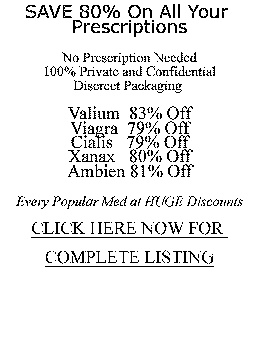 SAVE 80% On All Your
Prescriptions
No Prescription Needed
100% Private and Confidential
Discreet Packaging
Valium 83% Off
Viagra 79% Off
Cialis 79% Off
Xanax 80% Off
Ambien 81% Off
Every Popular Med at HUGE Discounts
CLICK HERE NOW FOR
COMPLETE LISTING